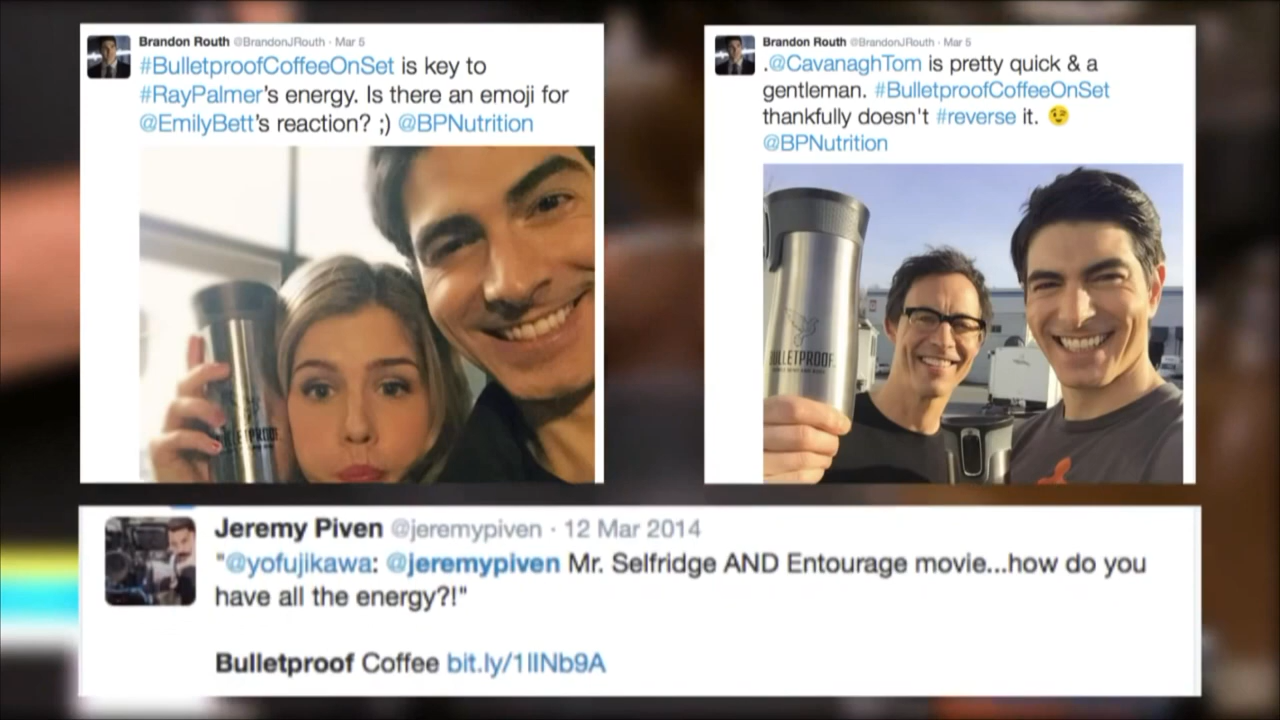 Brandon Routh @BrandonJRouth · Mar 5
#BulletproofCoffeeOnSet is key to
#RayPalmer's energy. Is there an emoji for
@EmilyBett's reaction? ;) @BPNutrition
BULLETPROOF
Brandon Routh @BrandonJRouth · Mar 5
.@CavanaghTom is pretty quick & a
gentleman. #BulletproofCoffeeOnSet
thankfully doesn't #reverse it. 😉
@BPNutrition
BULLETPROOF
Jeremy Piven @jeremypiven · 12 Mar 2014
"@yofujikawa: @jeremypiven Mr. Selfridge AND Entourage movie...how do you
have all the energy?!"
Bulletproof Coffee bit.ly/1lINb9A